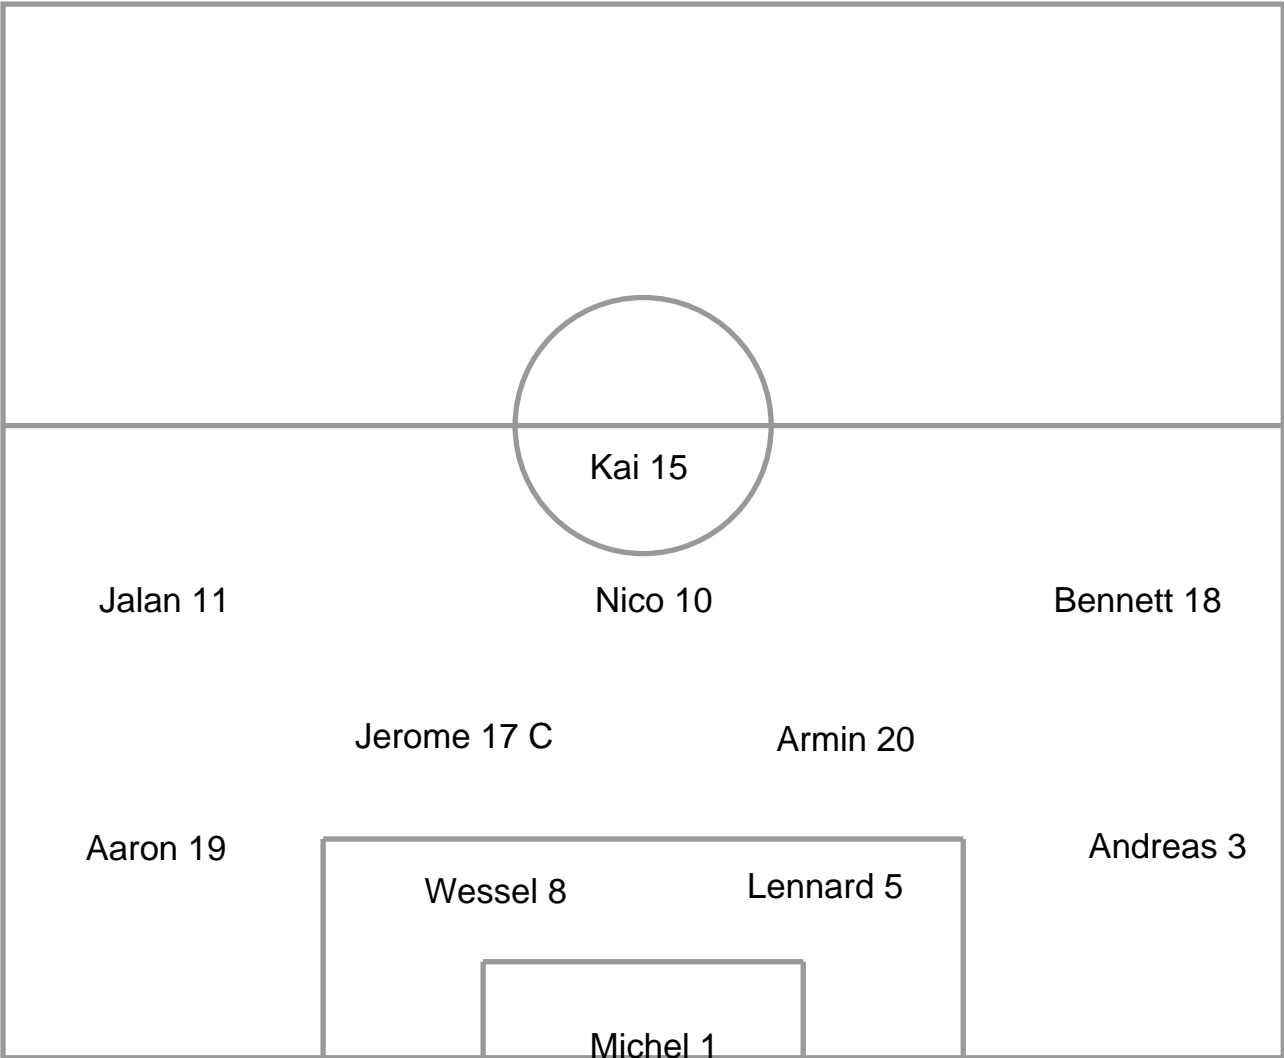 Kai 15
Jalan 11
Nico 10
Bennett 18
Jerome 17 C
Armin 20
Aaron 19
Andreas 3
Wessel 8
Lennard 5
Michel 1